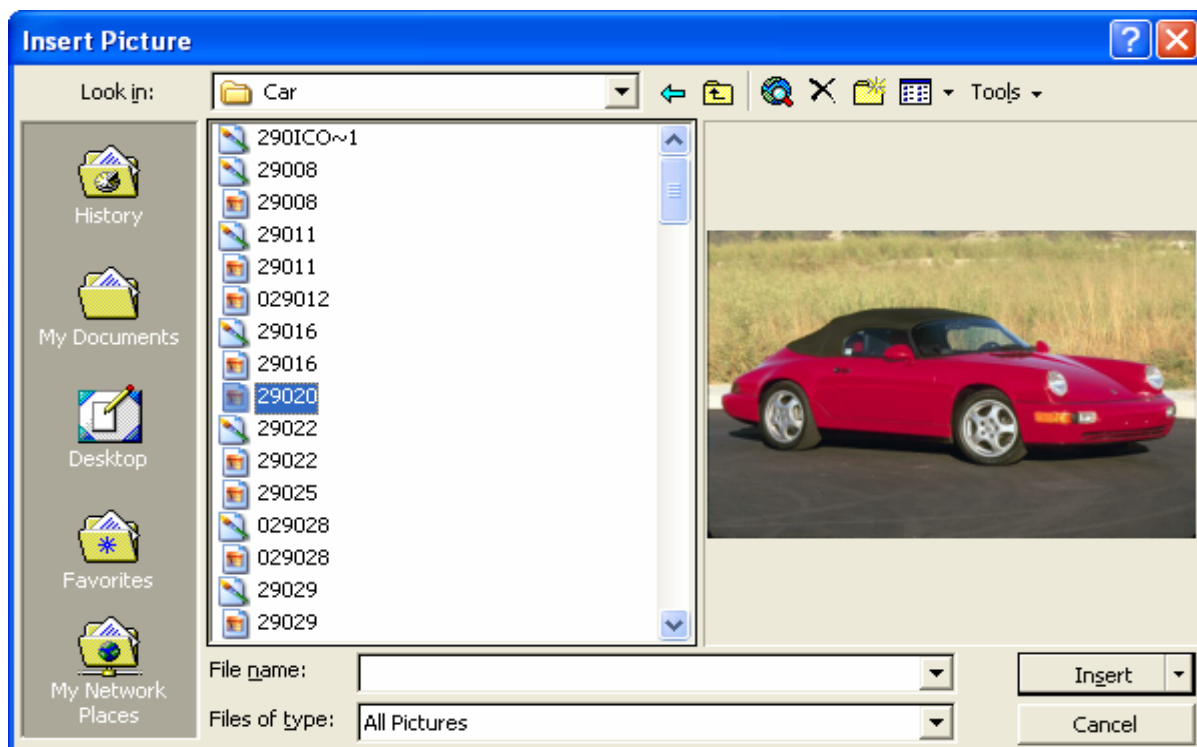 Insert Picture
Look in: Car Tools
History
My Documents
Desktop
Favorites
My Network
Places
290ICO~1
29008
29008
29011
29011
029012
29016
29016
29020
29022
29022
29025
029028
029028
29029
29029
File name: Insert
Files of type: All Pictures Cancel